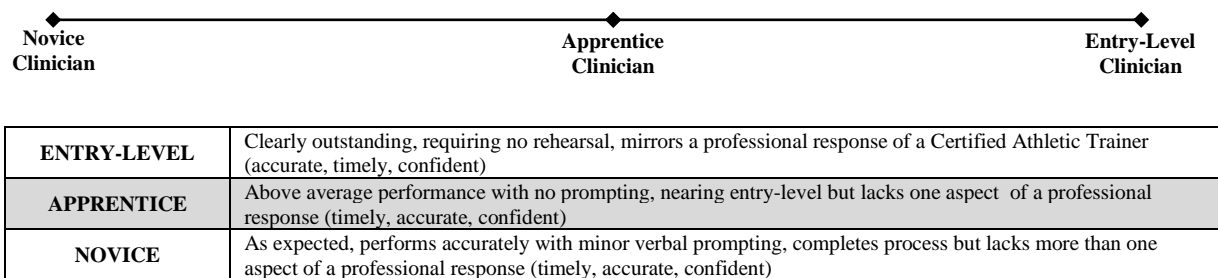 Novice Apprentice Entry-Level
Clinician Clinician Clinician
ENTRY-LEVEL
Clearly outstanding, requiring no rehearsal, mirrors a professional response of a Certified Athletic Trainer
(accurate, timely, confident)
APPRENTICE
Above average performance with no prompting, nearing entry-level but lacks one aspect of a professional
response (timely, accurate, confident)
NOVICE
As expected, performs accurately with minor verbal prompting, completes process but lacks more than one
aspect of a professional response (timely, accurate, confident)